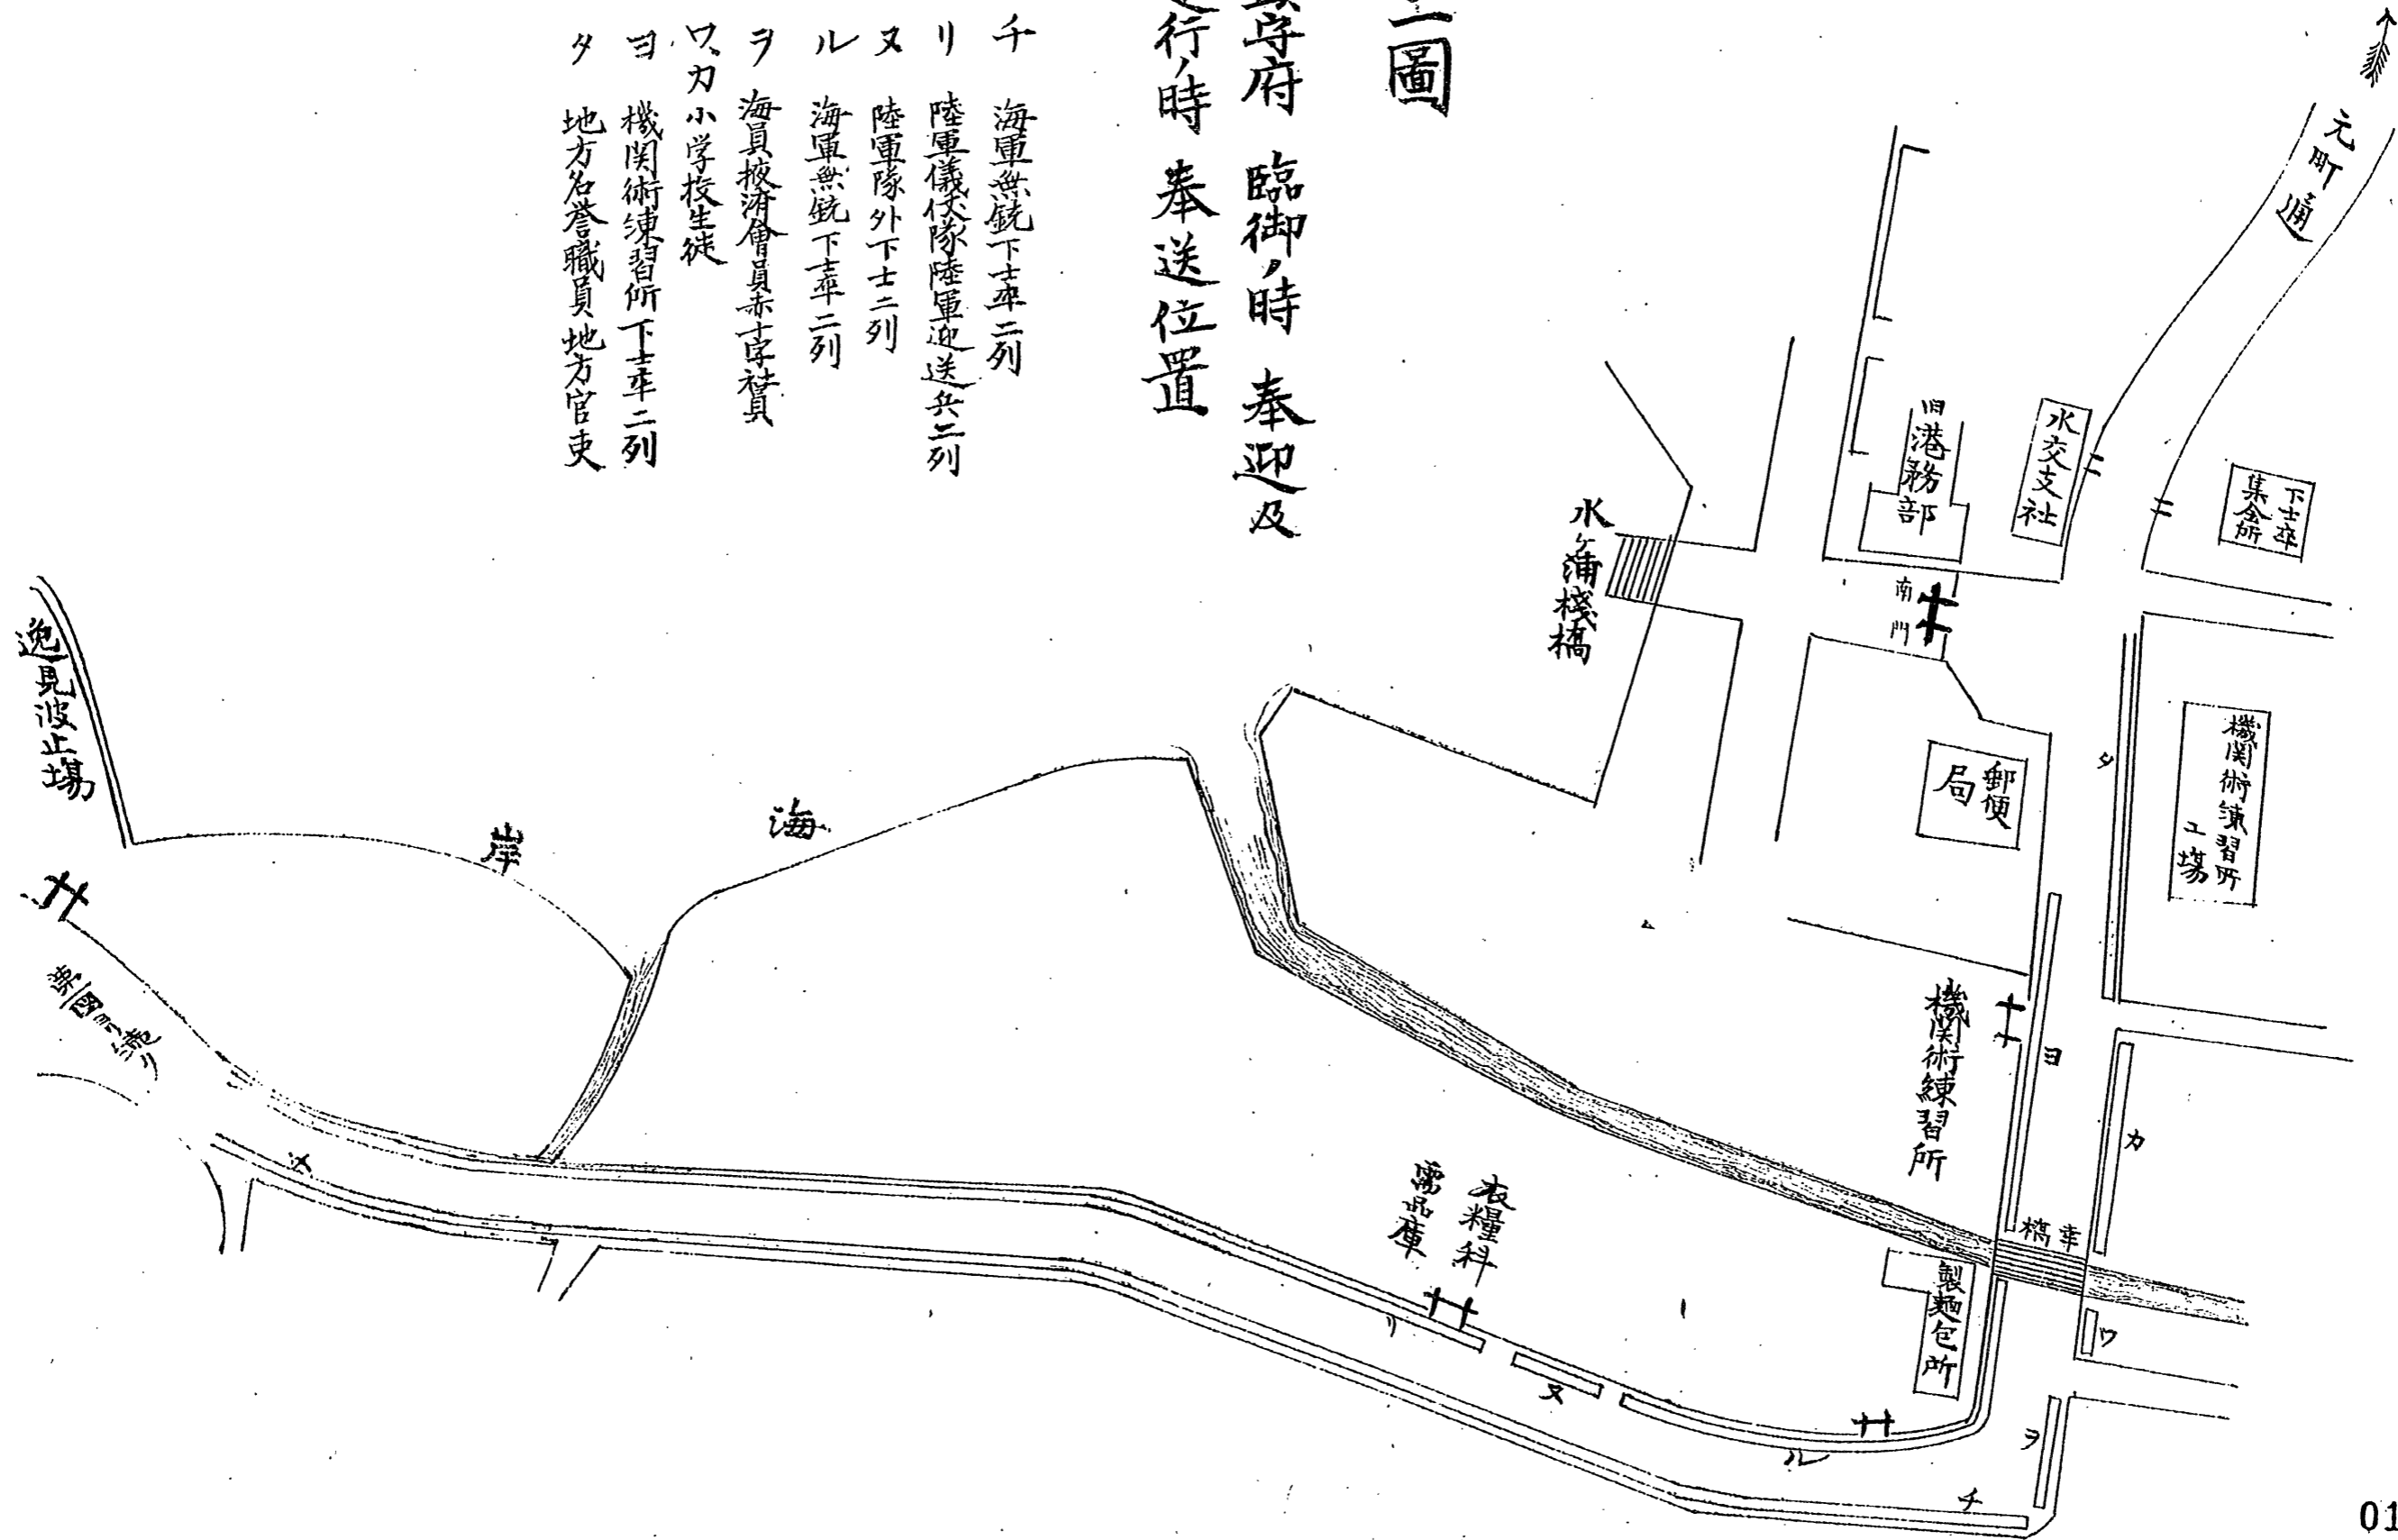 二圖
守府 臨御ノ時 奉迎及
行ノ時 奉送位置
チ 海軍無銃下士卒二列
リ 陸軍儀仗隊陸軍迎送兵二列
ヌ 陸軍隊外下士二列
ル 海軍無銃下士卒二列
ヲ 海員掖済會員赤十字社員
ワ、カ 小学校生徒
ヨ 機関術練習所下士卒二列
タ 地方名誉職員地方官吏
元町通
水交支社
下士卒
集会所
旧港務部
南門
水ヶ浦棧橋
機関術練習所
工場
郵便
局
タ
機関術練習所
ヨ
カ
幸橋
製麺包所
ワ
ヲ
チ
ル
ヌ
リ
衣糧科
需品庫
海岸
逸見波止場
01